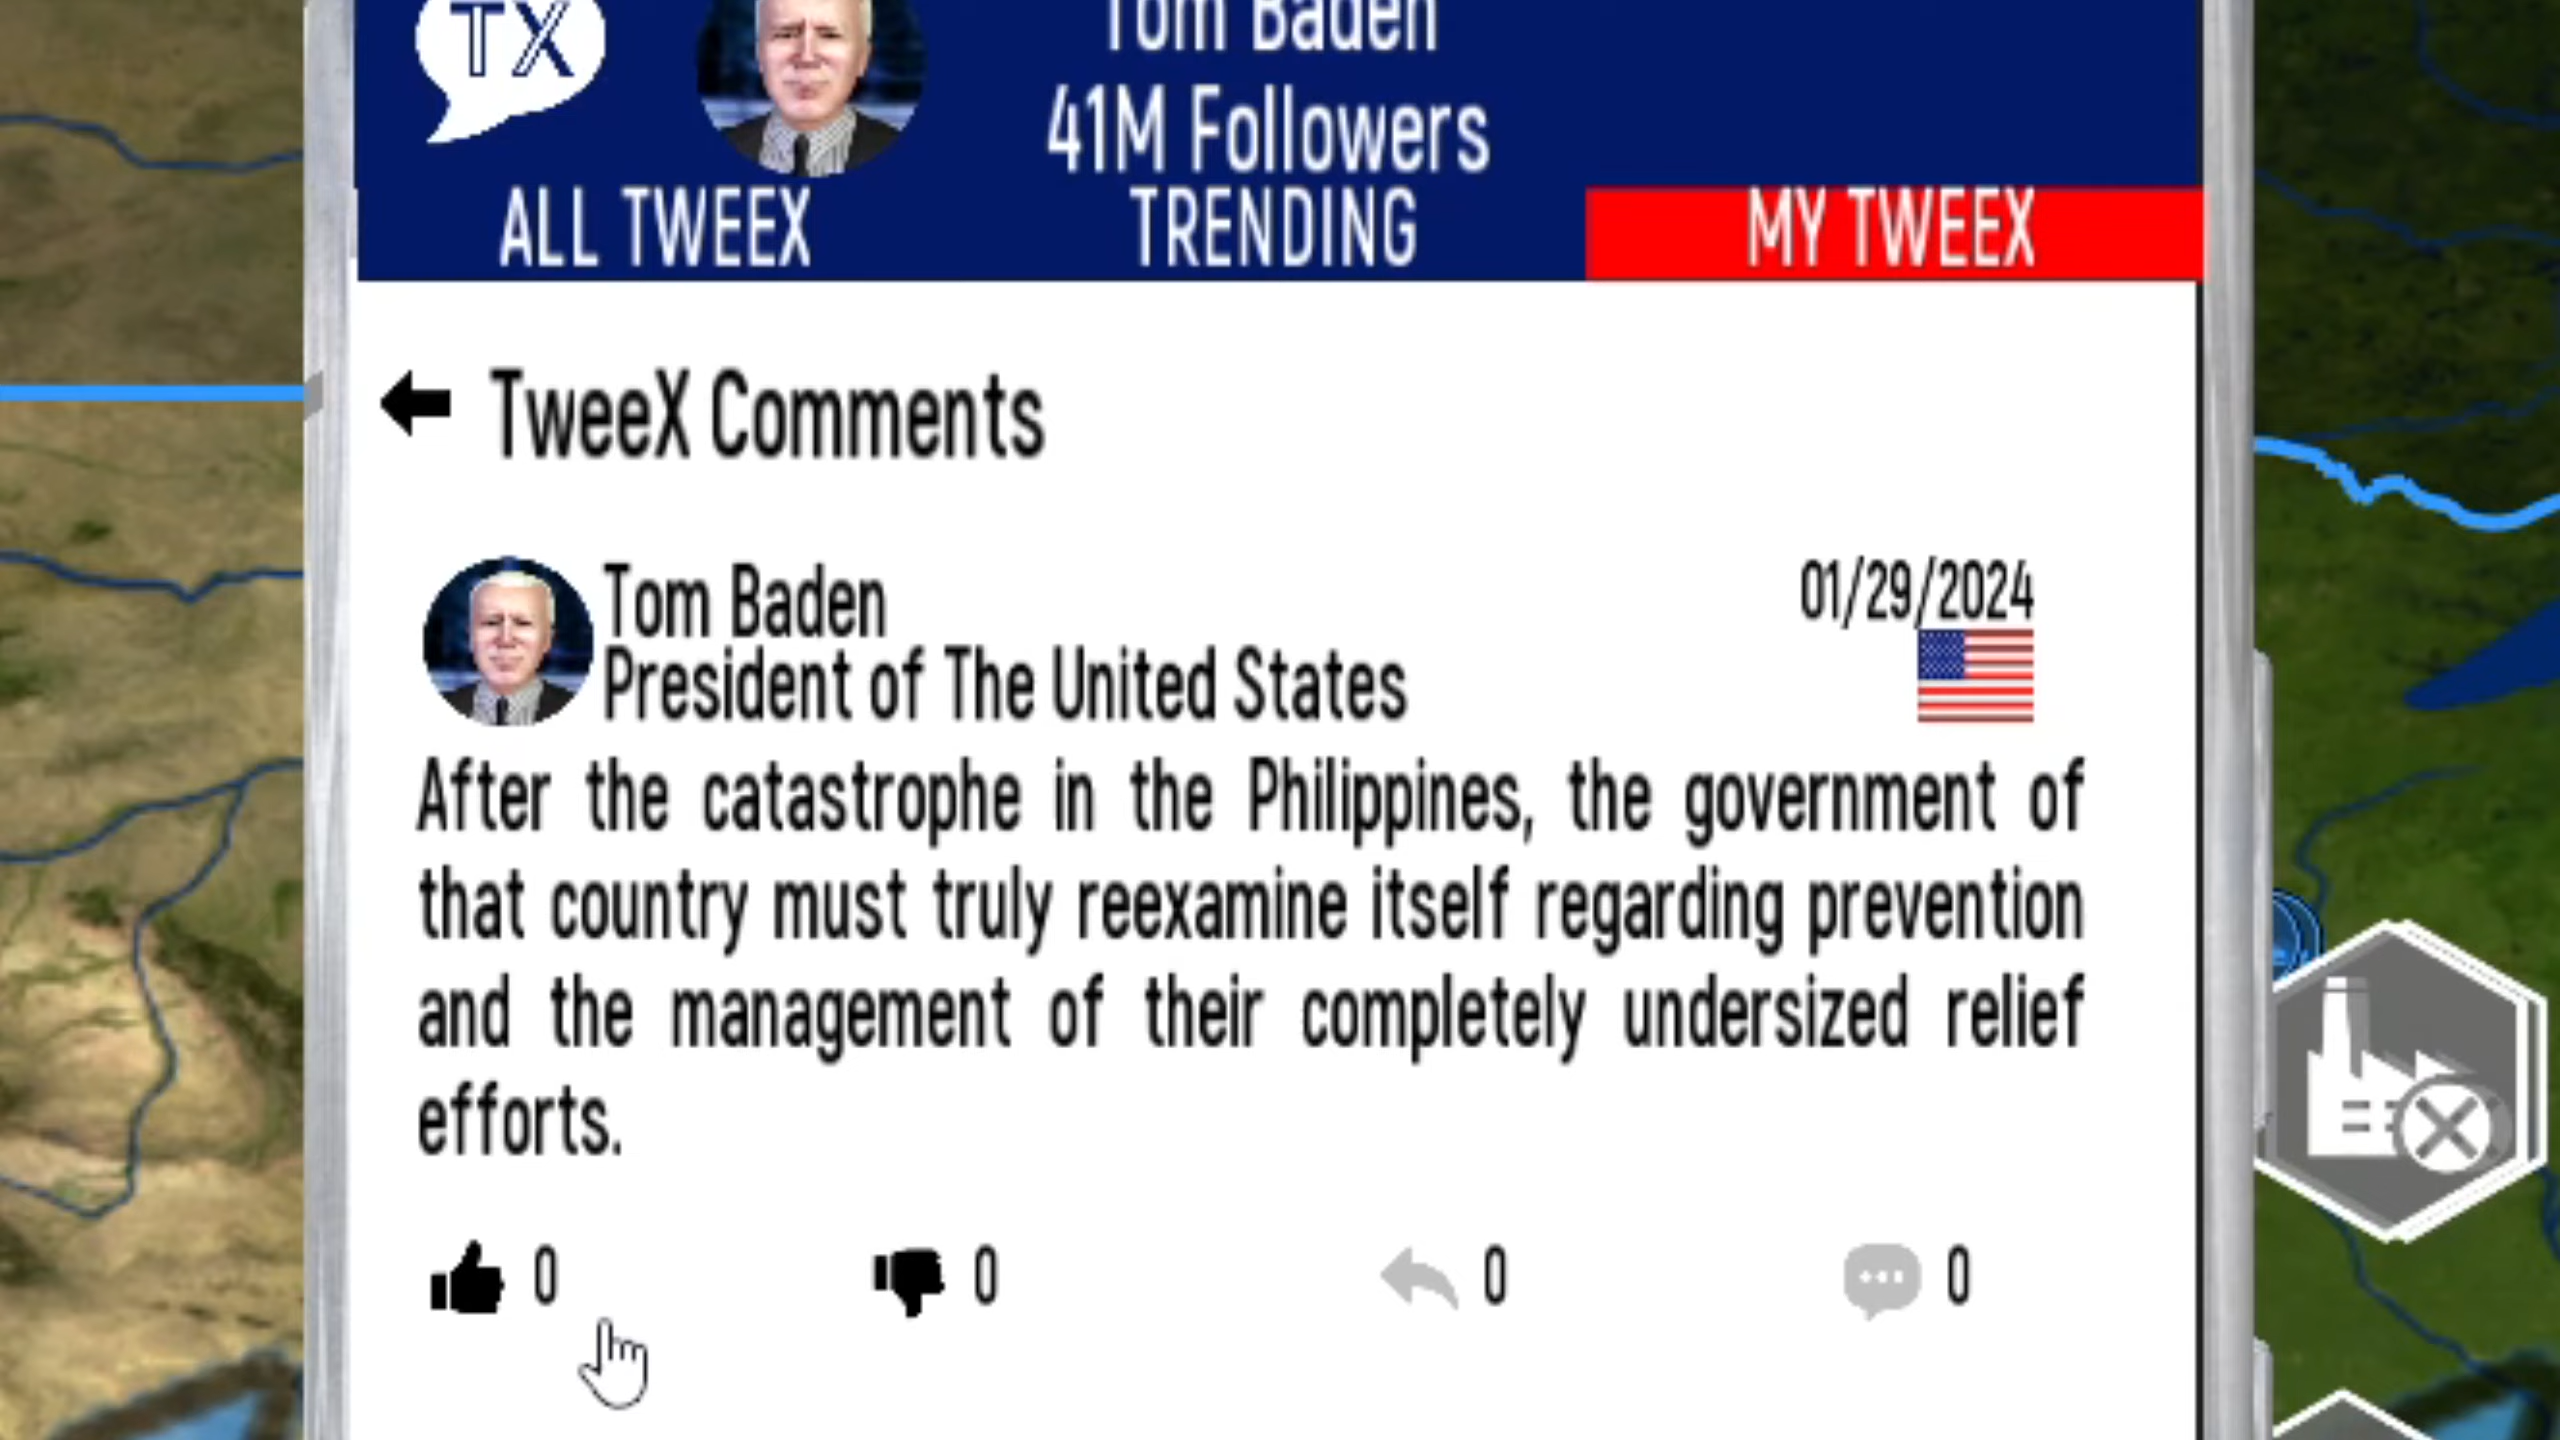 TX
Tom Baden
41M Followers
ALL TWEEX
TRENDING
MY TWEEX
TweeX Comments
Tom Baden
01/29/2024
President of The United States
After the catastrophe in the Philippines, the government of
that country must truly reexamine itself regarding prevention
and the management of their completely undersized relief
efforts.
0
0
0
0